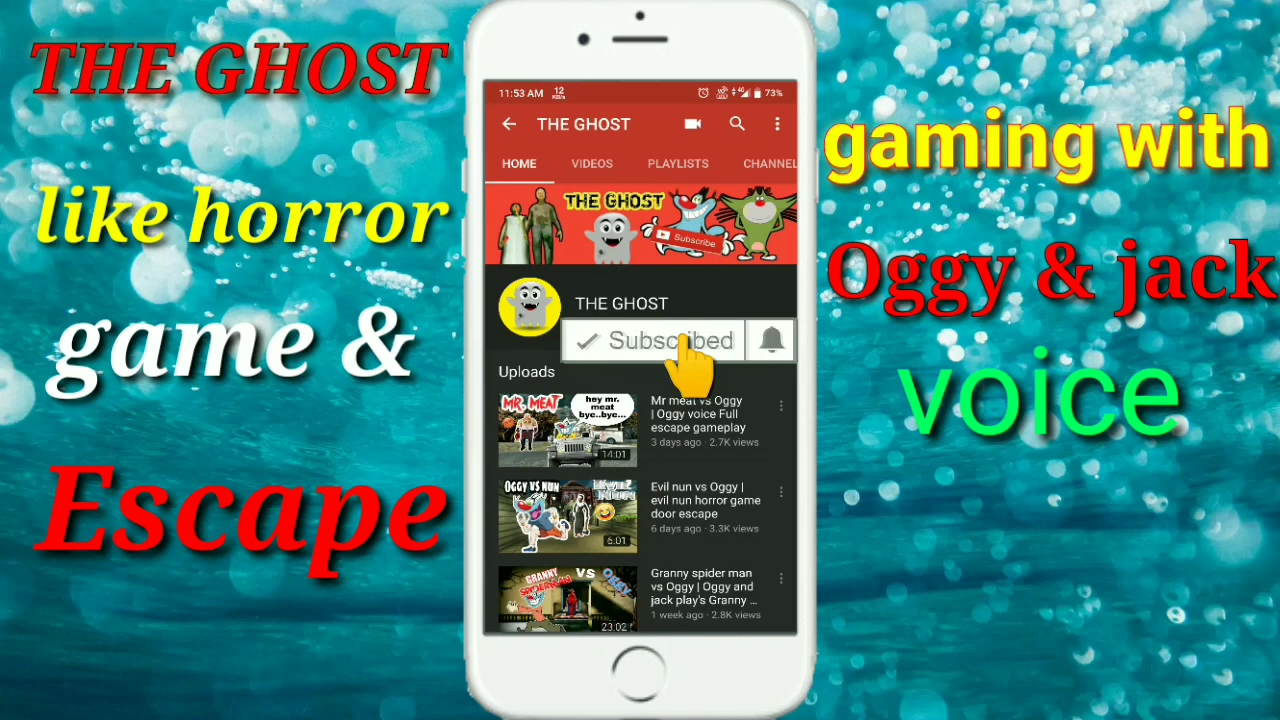 THE GHOST
like horror
game &
Escape
11:53 AM 12
73%
THE GHOST
HOME VIDEOS PLAYLISTS CHANNEL
THE GHOST
Subscribe
THE GHOST
Subscribed
Uploads
MR. MEAT
hey mr.
meat
bye..bye...
14:01
Mr meat vs Oggy
| Oggy voice Full
escape gameplay
3 days ago · 2.7K views
OGGY VS NUN
6:01
Evil nun vs Oggy |
evil nun horror game
door escape
6 days ago · 3.3K views
GRANNY VS OGGY
23:02
Granny spider man
vs Oggy | Oggy and
jack play's Granny ...
1 week ago · 2.8K views
gaming with
Oggy & jack
voice